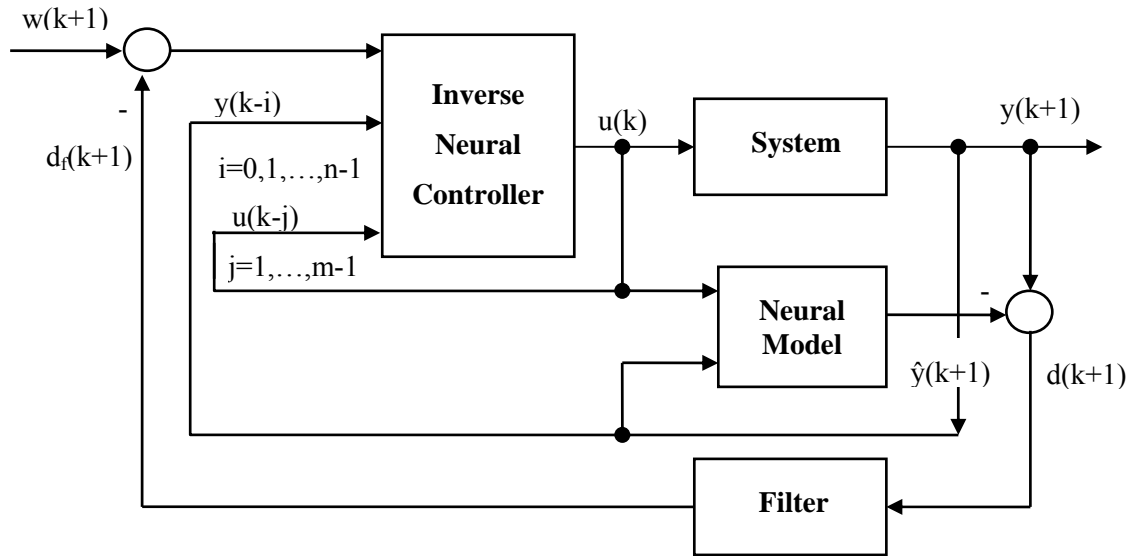 w(k+1)
-
d_f(k+1)
y(k-i)
i=0,1,…,n-1
u(k-j)
j=1,…,m-1
Inverse
Neural
Controller
u(k)
System
y(k+1)
Neural
Model
-
ŷ(k+1)
d(k+1)
Filter